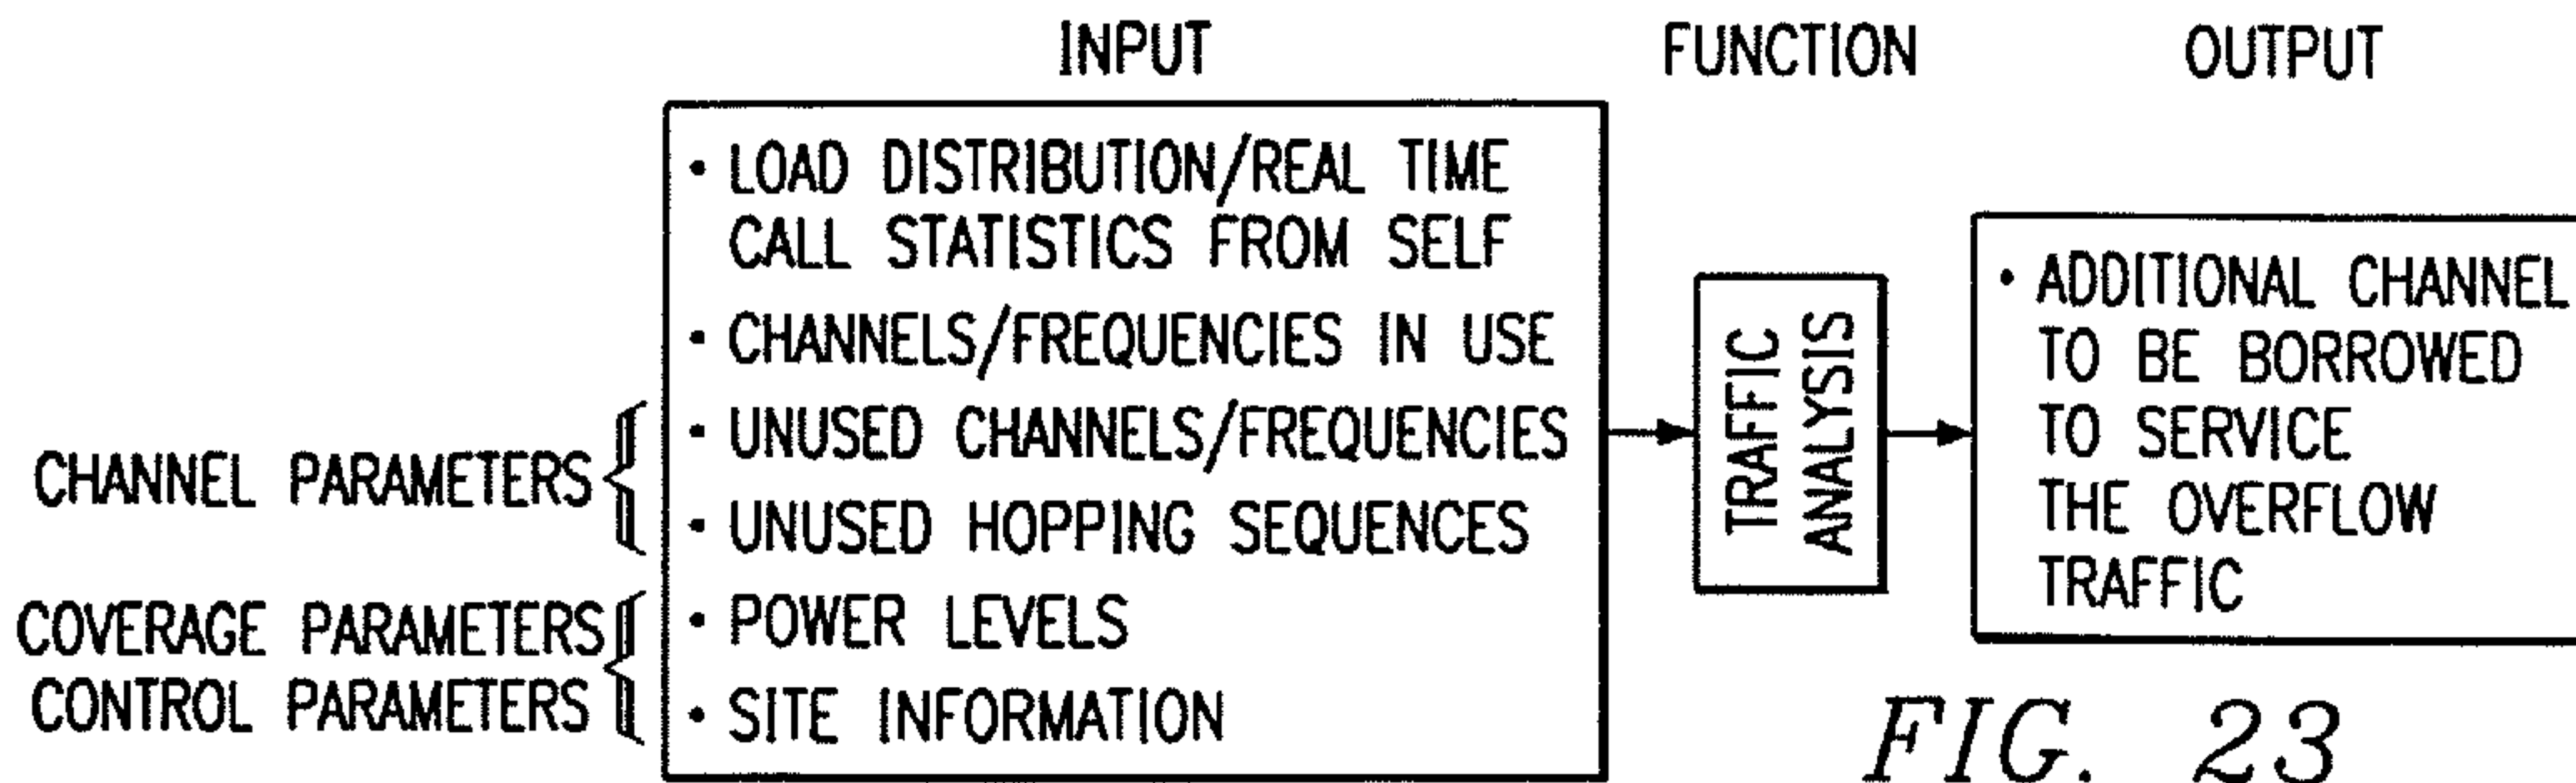 INPUT
FUNCTION
OUTPUT
• LOAD DISTRIBUTION/REAL TIME
CALL STATISTICS FROM SELF
• CHANNELS/FREQUENCIES IN USE
• UNUSED CHANNELS/FREQUENCIES
• UNUSED HOPPING SEQUENCES
• POWER LEVELS
• SITE INFORMATION
CHANNEL PARAMETERS
COVERAGE PARAMETERS
CONTROL PARAMETERS
TRAFFIC
ANALYSIS
• ADDITIONAL CHANNEL
TO BE BORROWED
TO SERVICE
THE OVERFLOW
TRAFFIC
FIG. 23